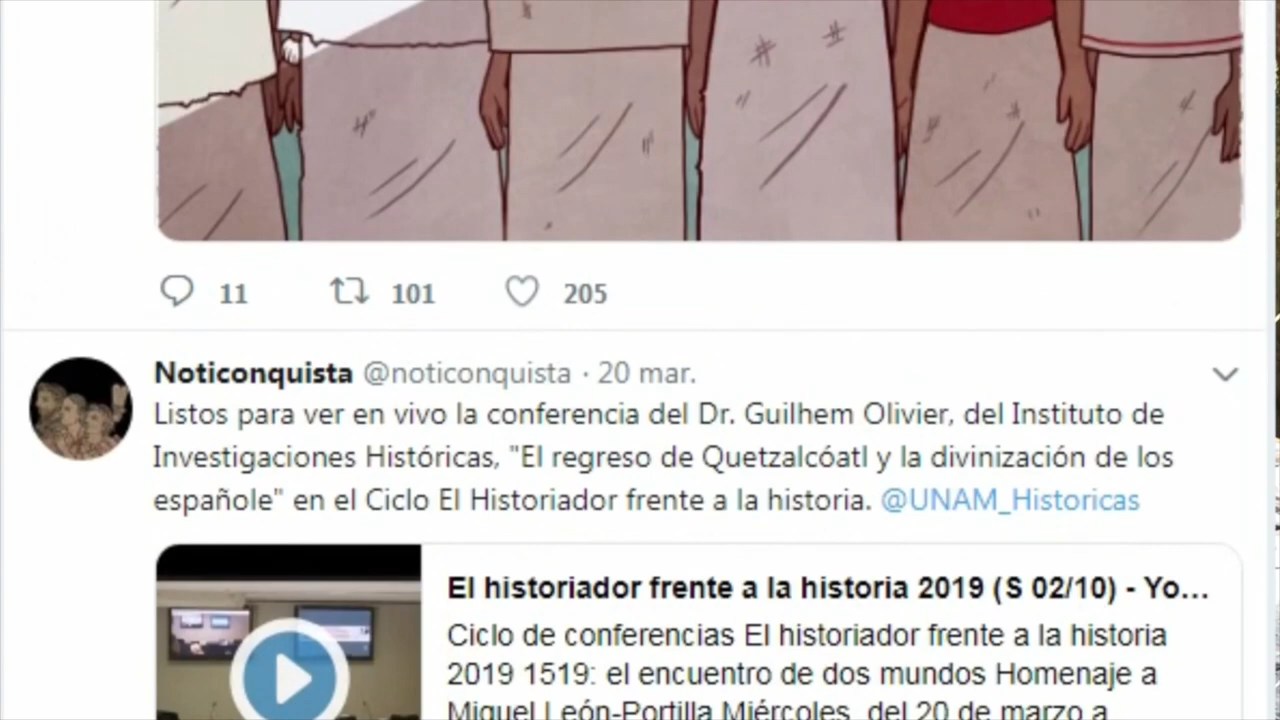 11 101 205
Noticonquista @noticonquista · 20 mar.
Listos para ver en vivo la conferencia del Dr. Guilhem Olivier, del Instituto de
Investigaciones Históricas, "El regreso de Quetzalcóatl y la divinización de los
españole" en el Ciclo El Historiador frente a la historia. @UNAM_Historicas
El historiador frente a la historia 2019 (S 02/10) - Yo...
Ciclo de conferencias El historiador frente a la historia
2019 1519: el encuentro de dos mundos Homenaje a
Miguel León-Portilla Miércoles, del 20 de marzo a